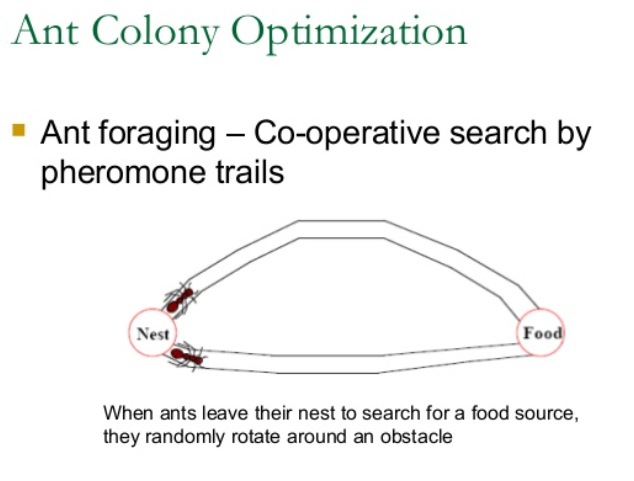 Ant Colony Optimization
Ant foraging – Co-operative search by
pheromone trails
Nest
Food
When ants leave their nest to search for a food source,
they randomly rotate around an obstacle